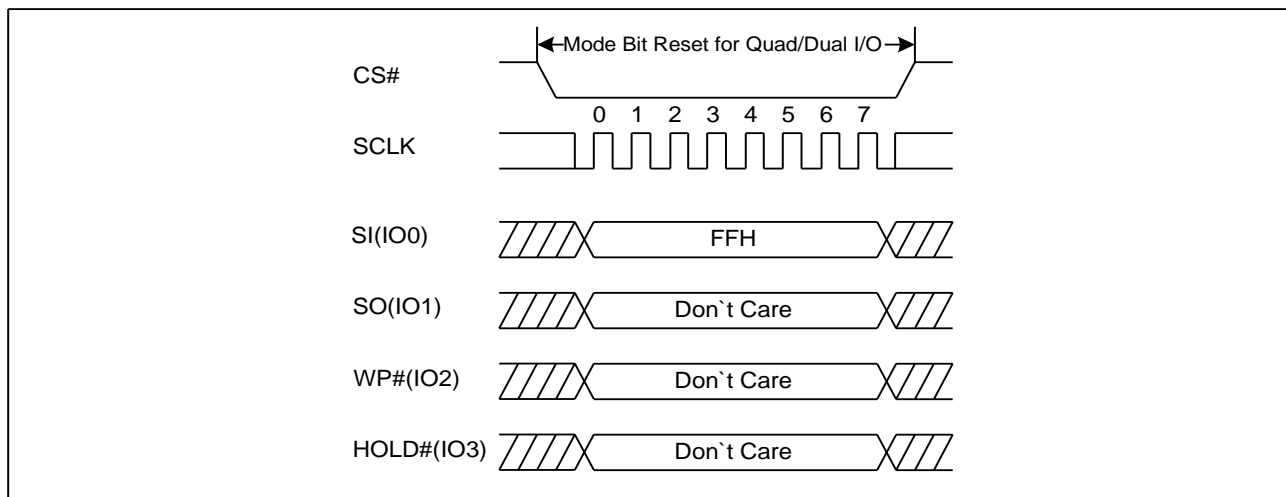 Mode Bit Reset for Quad/Dual I/O
CS#
0 1 2 3 4 5 6 7
SCLK
SI(IO0) FFH
SO(IO1) Don`t Care
WP#(IO2) Don`t Care
HOLD#(IO3) Don`t Care